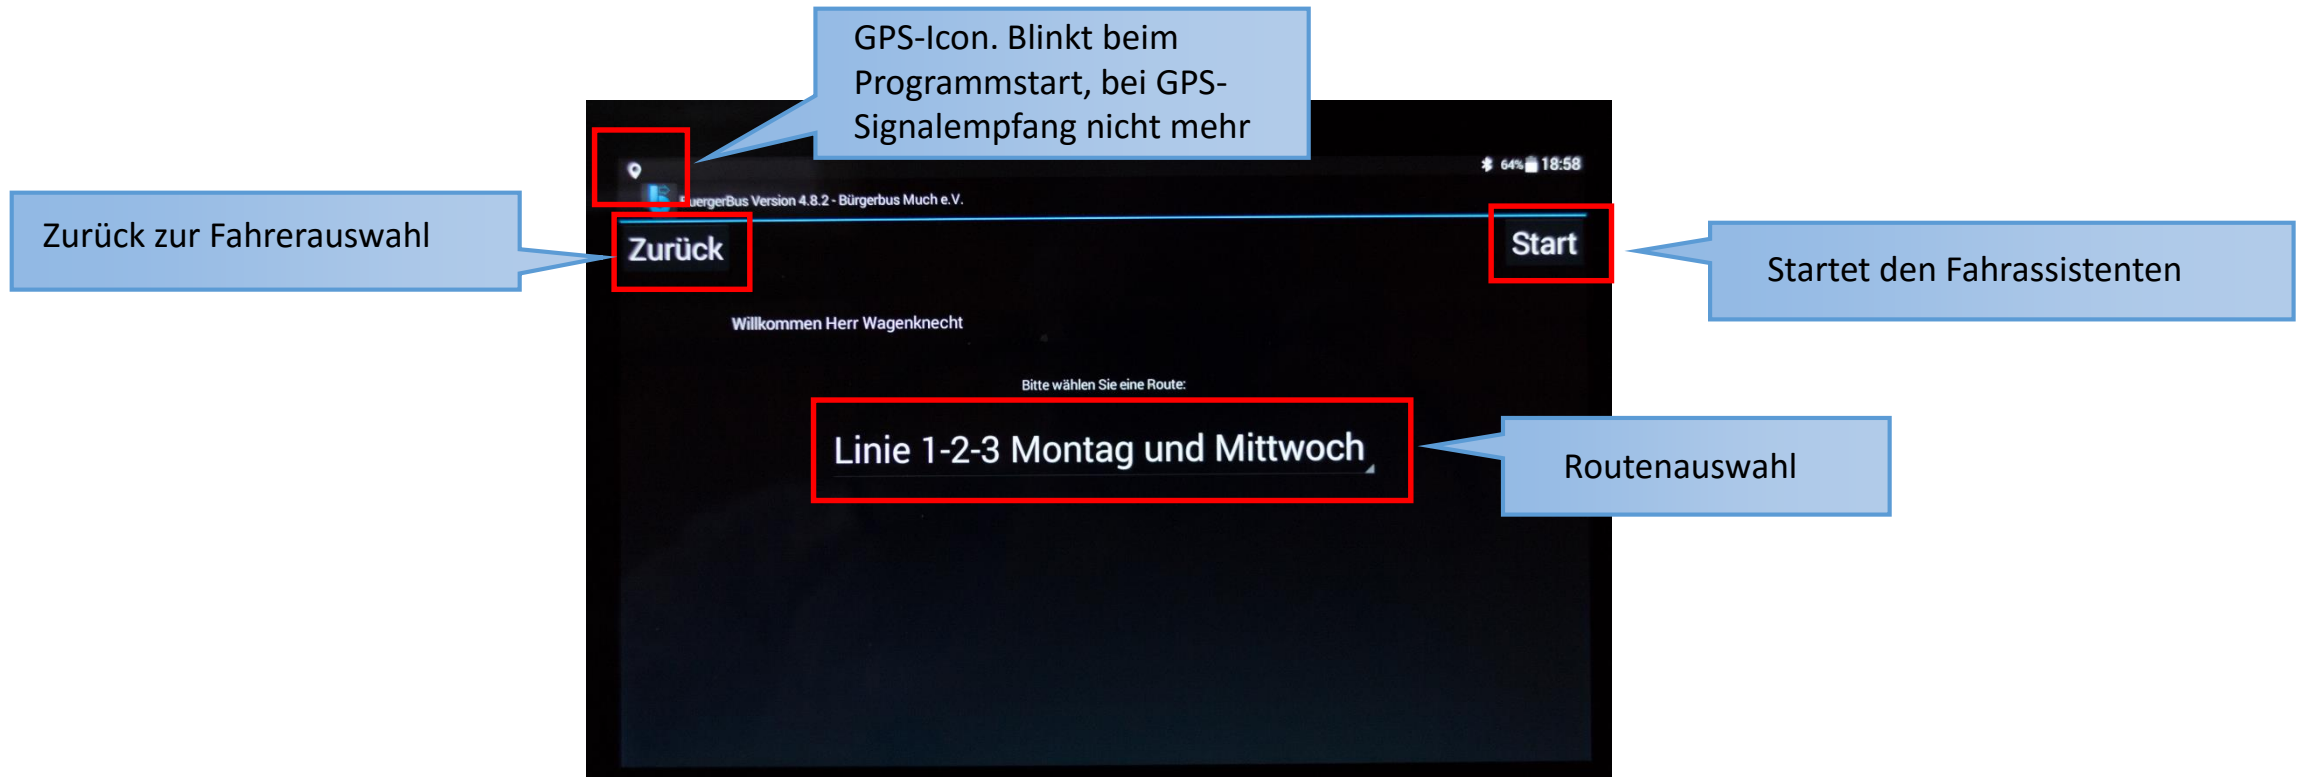 GPS-Icon. Blinkt beim
Programmstart, bei GPS-
Signalempfang nicht mehr
64% 18:58
BuergerBus Version 4.8.2 - Bürgerbus Much e.V.
Zurück zur Fahrerauswahl
Zurück
Start
Startet den Fahrassistenten
Willkommen Herr Wagenknecht
Bitte wählen Sie eine Route:
Linie 1-2-3 Montag und Mittwoch
Routenauswahl